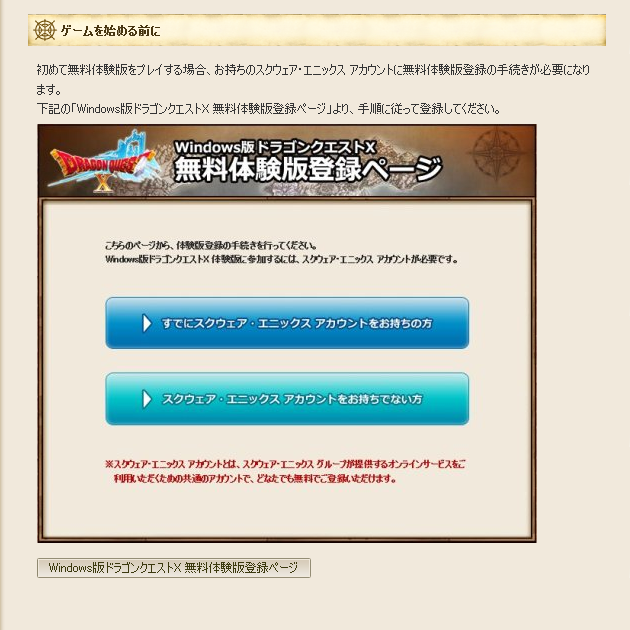 ゲームを始める前に
初めて無料体験版をプレイする場合、お持ちのスクウェア・エニックス アカウントに無料体験版登録の手続きが必要になり
ます。
下記の「Windows版ドラゴンクエストX 無料体験版登録ページ」より、手順に従って登録してください。
DRAGON QUEST X
Windows版 ドラゴンクエストX
無料体験版登録ページ
こちらのページから、体験版登録の手続きを行ってください。
Windows版ドラゴンクエストX 体験版に参加するには、スクウェア・エニックス アカウントが必要です。
すでにスクウェア・エニックス アカウントをお持ちの方
スクウェア・エニックス アカウントをお持ちでない方
※スクウェア・エニックス アカウントとは、スクウェア・エニックス グループが提供するオンラインサービスをご
利用いただくための共通のアカウントで、どなたでも無料でご登録いただけます。
Windows版ドラゴンクエストX 無料体験版登録ページ